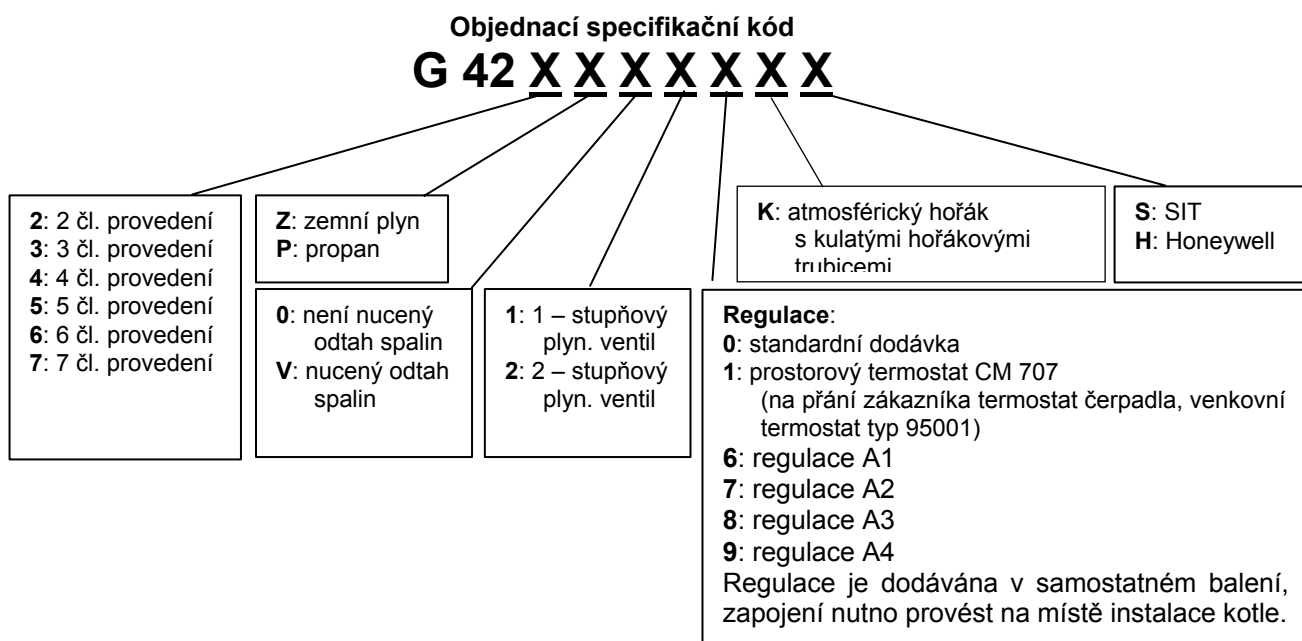 Objednací specifikační kód
G 42 X X X X X X X
2: 2 čl. provedení
3: 3 čl. provedení
4: 4 čl. provedení
5: 5 čl. provedení
6: 6 čl. provedení
7: 7 čl. provedení
Z: zemní plyn
P: propan
0: není nucený
odtah spalin
V: nucený odtah
spalin
1: 1 – stupňový
plyn. ventil
2: 2 – stupňový
plyn. ventil
K: atmosférický hořák
s kulatými hořákovými
trubicemi
S: SIT
H: Honeywell
Regulace:
0: standardní dodávka
1: prostorový termostat CM 707
(na přání zákazníka termostat čerpadla, venkovní
termostat typ 95001)
6: regulace A1
7: regulace A2
8: regulace A3
9: regulace A4
Regulace je dodávána v samostatném balení,
zapojení nutno provést na místě instalace kotle.